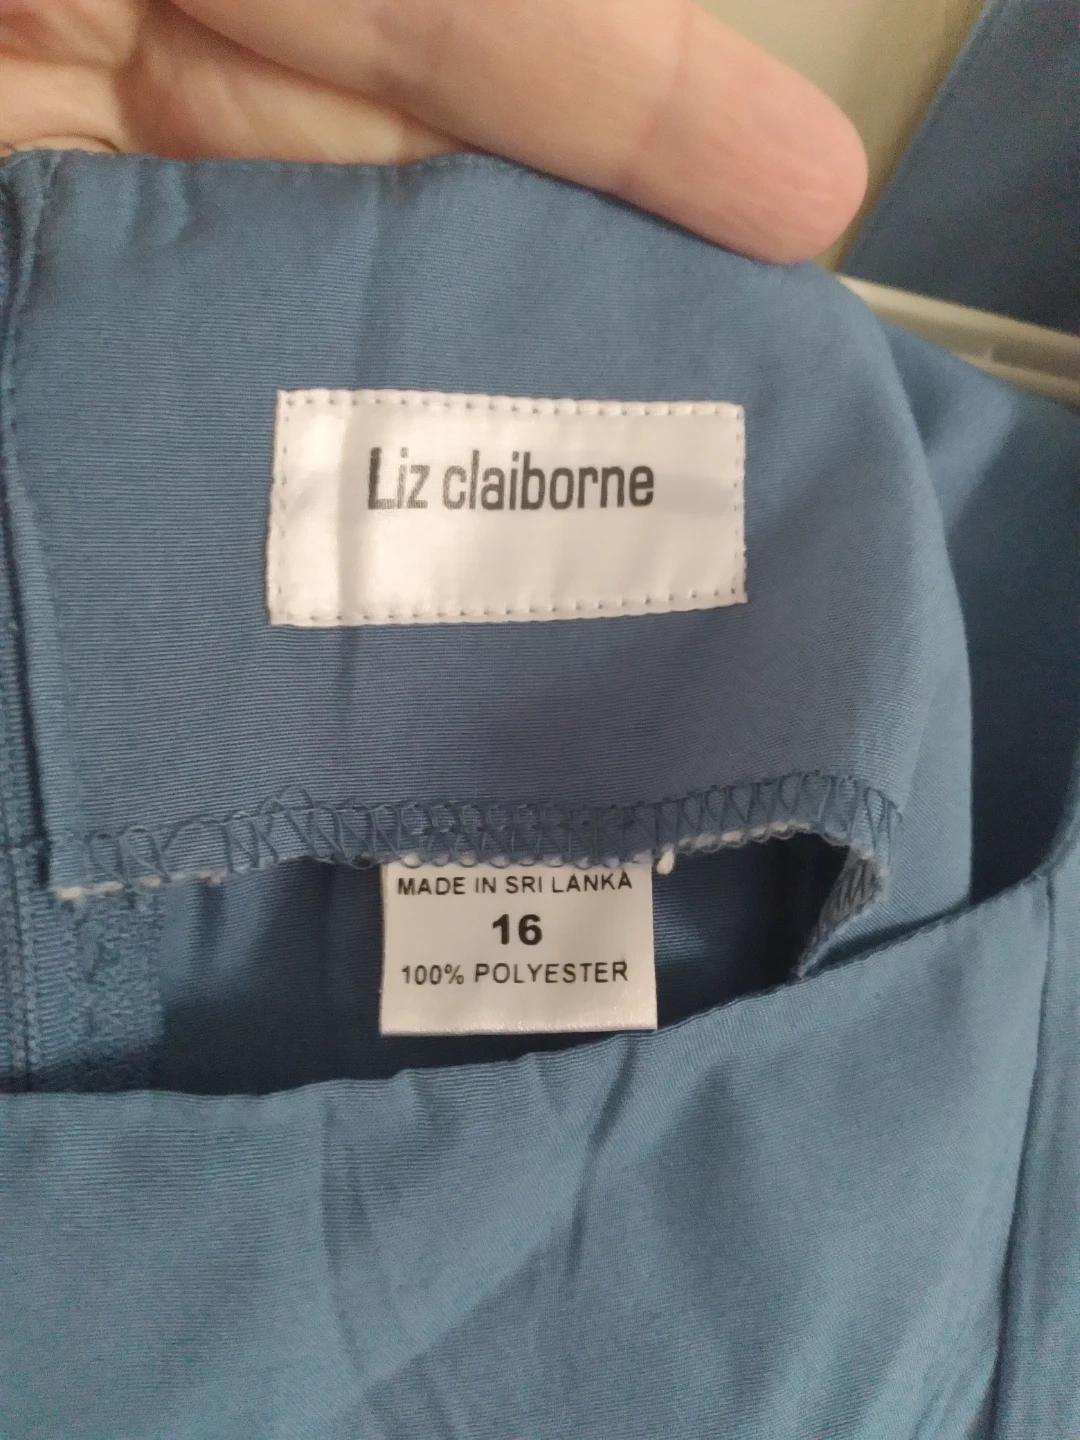 Liz claiborne
MADE IN SRI LANKA
16
100% POLYESTER